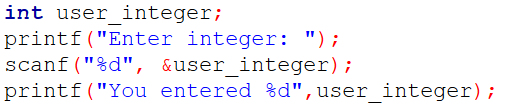 int user_integer;
printf("Enter integer: ");
scanf("%d", &user_integer);
printf("You entered %d",user_integer);